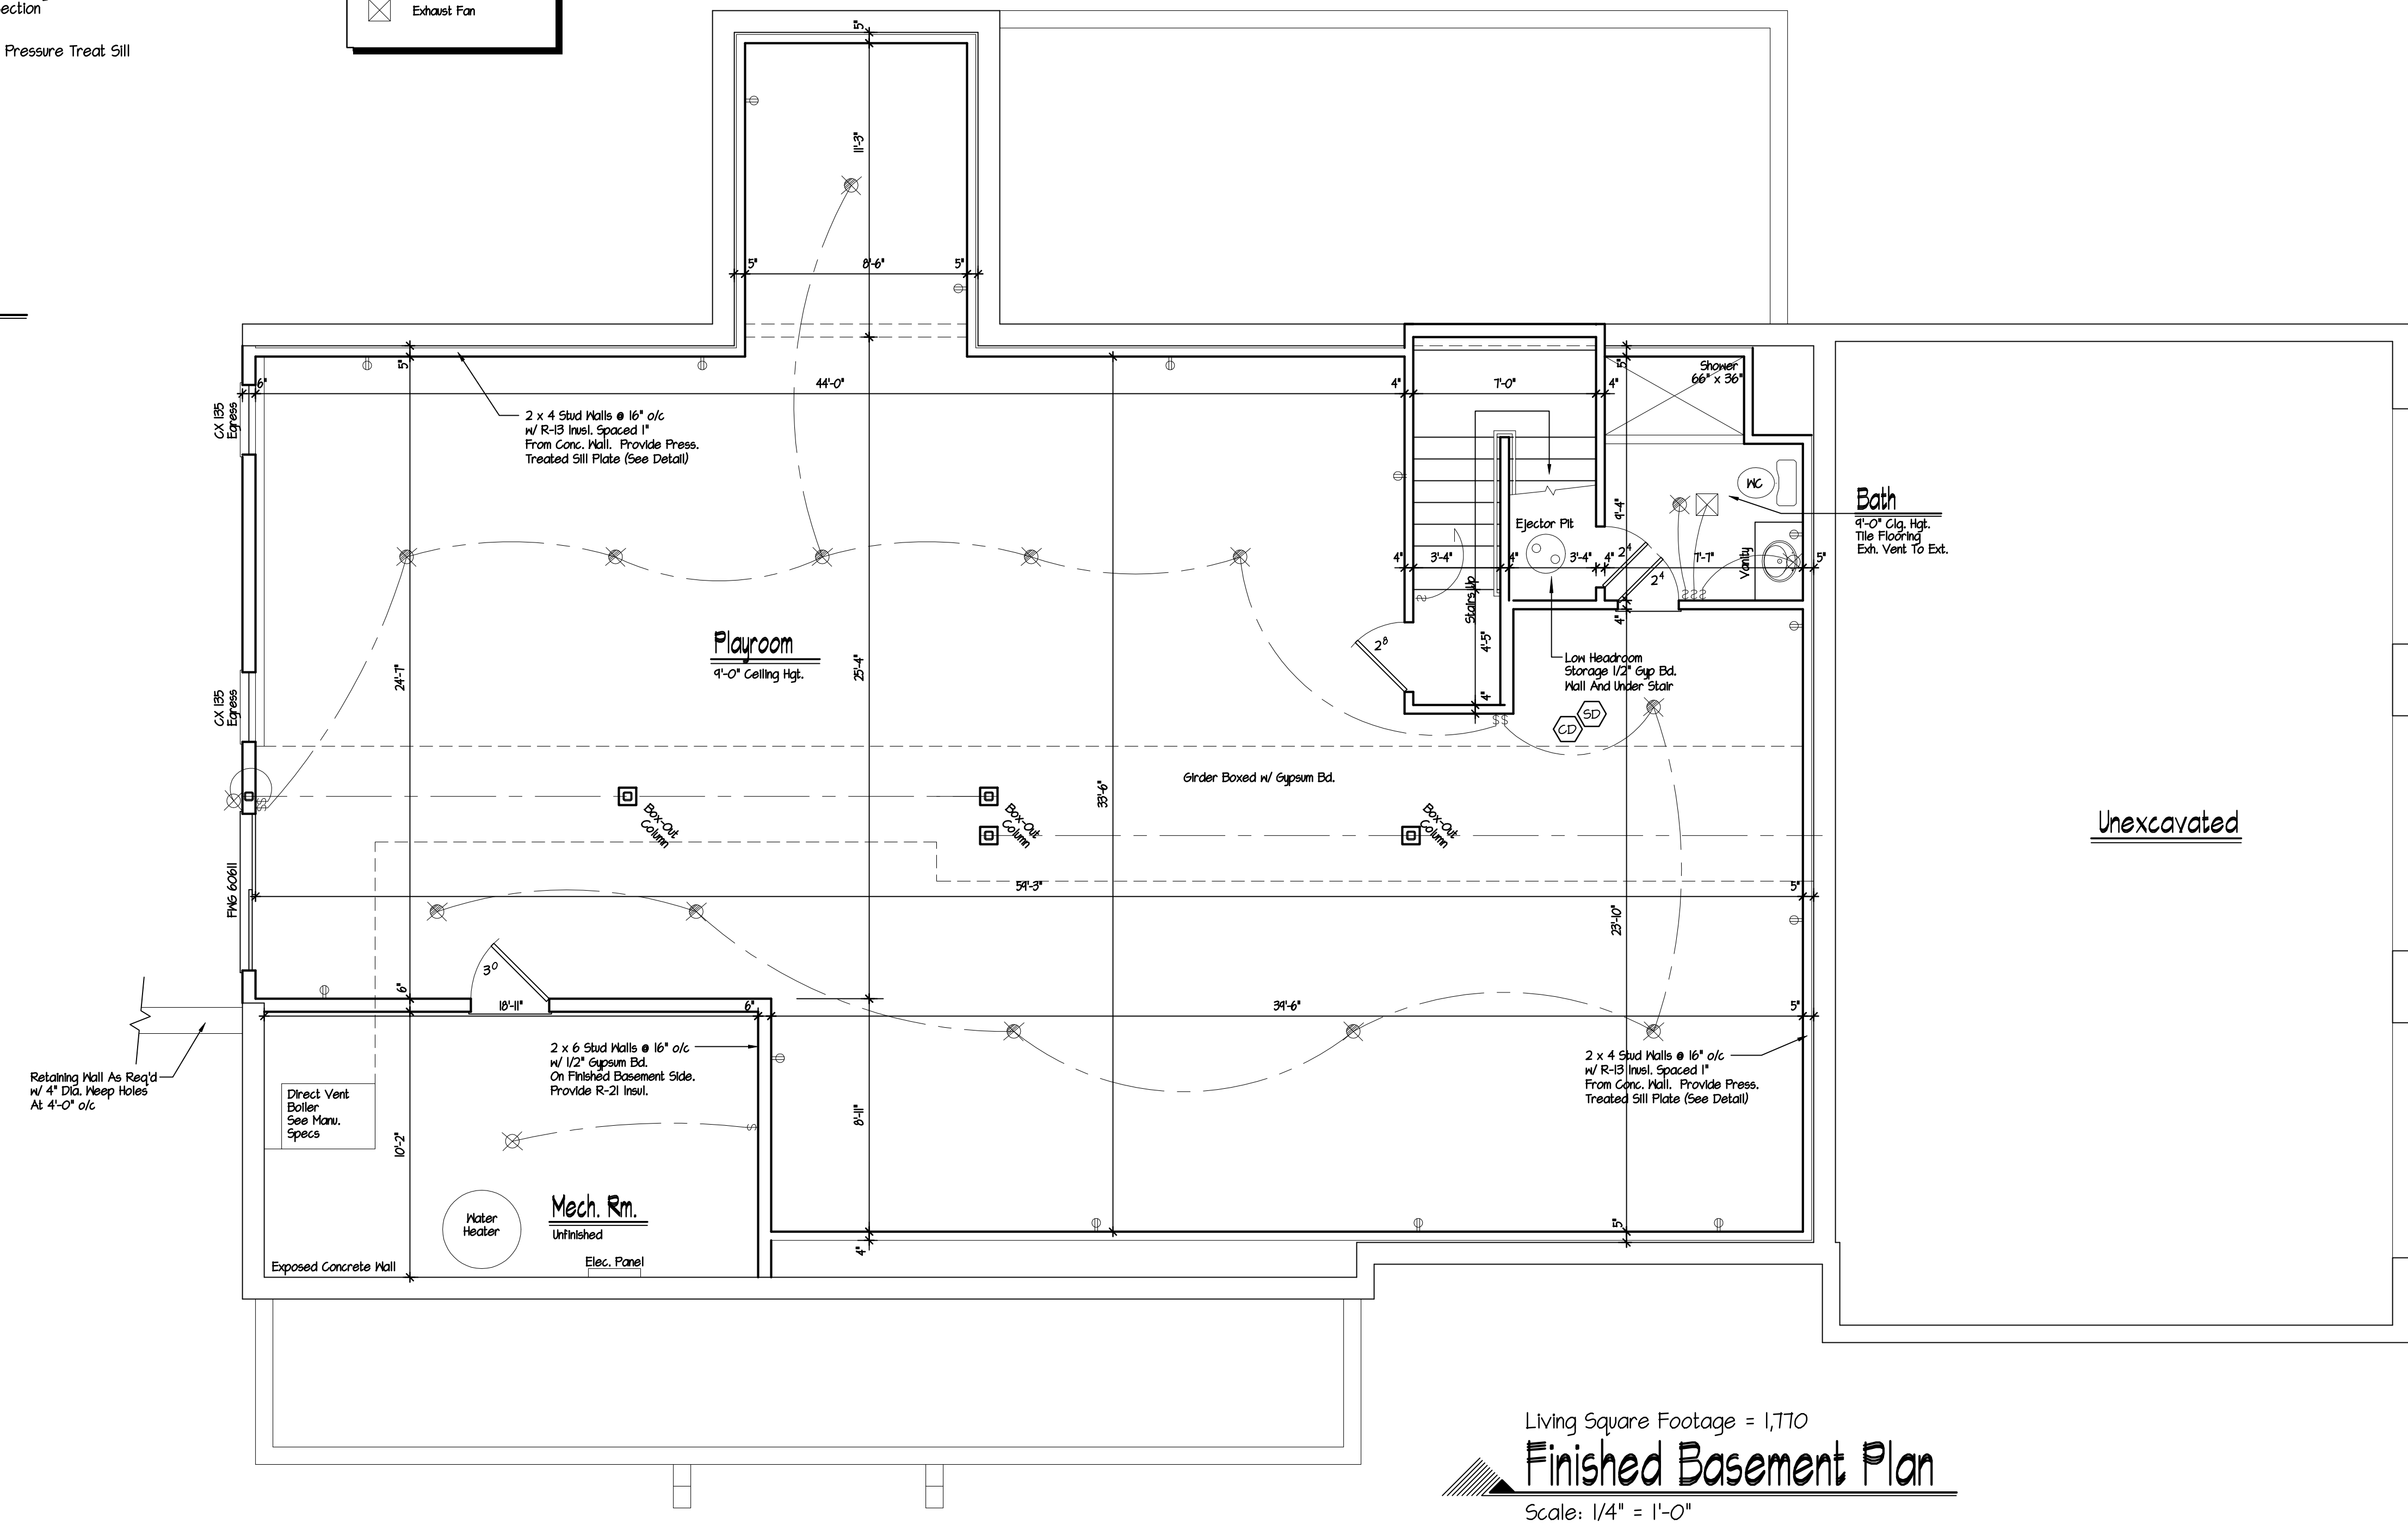 ection
Pressure Treat Sill
Exhaust Fan
5"
11'-3"
5"
8'-6"
5"
5"
6"
44'-0"
4"
7'-0"
4"
5"
Shower
66" x 36"
CX 135
Egress
2 x 4 Stud Walls @ 16" o/c
w/ R-13 Inusl. Spaced 1"
From Conc. Wall. Provide Press.
Treated Sill Plate (See Detail)
WC
Bath
9'-0" Clg. Hgt.
Tile Flooring
Exh. Vent To Ext.
9'-4"
Ejector Pit
4"
3'-4"
4"
3'-4"
4"
2⁴
7'-7"
5"
Vanity
2⁴
S S S
S
Stairs Up
4"
Playroom
9'-0" Ceiling Hgt.
24'-7"
25'-4"
2⁸
4'-5"
4"
Low Headroom
Storage 1/2" Gyp Bd.
Wall And Under Stair
CX 135
Egress
S S
SD
CD
Girder Boxed w/ Gypsum Bd.
33'-6"
S S
Box-Out
Column
Box-Out
Column
Box-Out
Column
Unexcavated
FWG 60611
54'-3"
5"
23'-10"
3⁰
6"
18'-11"
6"
39'-6"
5"
2 x 6 Stud Walls @ 16" o/c
w/ 1/2" Gypsum Bd.
On Finished Basement Side.
Provide R-21 Insul.
2 x 4 Stud Walls @ 16" o/c
w/ R-13 Inusl. Spaced 1"
From Conc. Wall. Provide Press.
Treated Sill Plate (See Detail)
Retaining Wall As Req'd
w/ 4" Dia. Weep Holes
At 4'-0" o/c
Direct Vent
Boiler
See Manu.
Specs
10'-2"
8'-11"
S
Water
Heater
Mech. Rm.
Unfinished
5"
4"
Exposed Concrete Wall
Elec. Panel
Living Square Footage = 1,770
Finished Basement Plan
Scale: 1/4" = 1'-0"